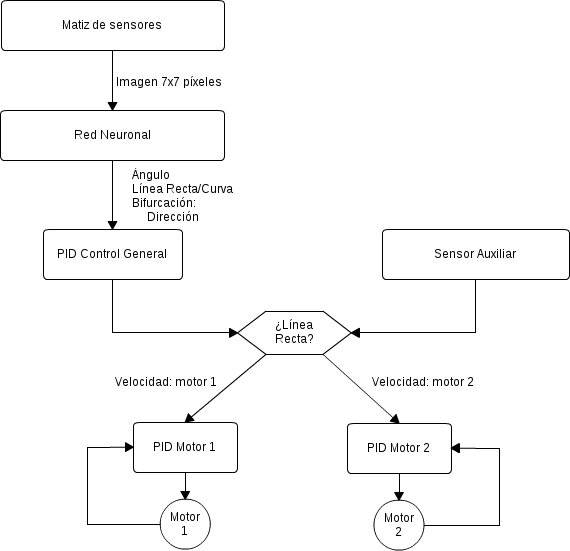 Matiz de sensores
Imagen 7x7 píxeles
Red Neuronal
Ángulo
Línea Recta/Curva
Bifurcación:
Dirección
PID Control General
Sensor Auxiliar
¿Línea
Recta?
Velocidad: motor 1
Velocidad: motor 2
PID Motor 1
PID Motor 2
Motor
1
Motor
2